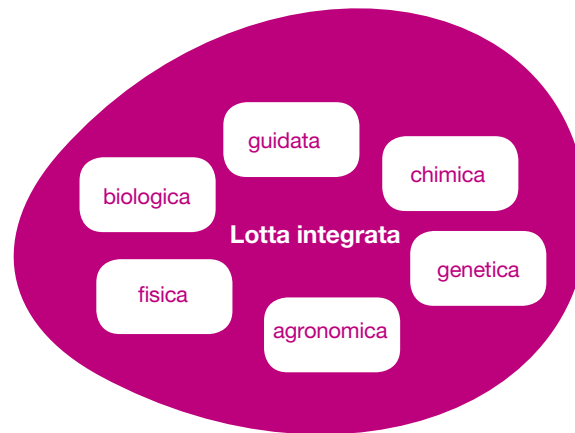 guidata
chimica
biologica
Lotta integrata
genetica
fisica
agronomica